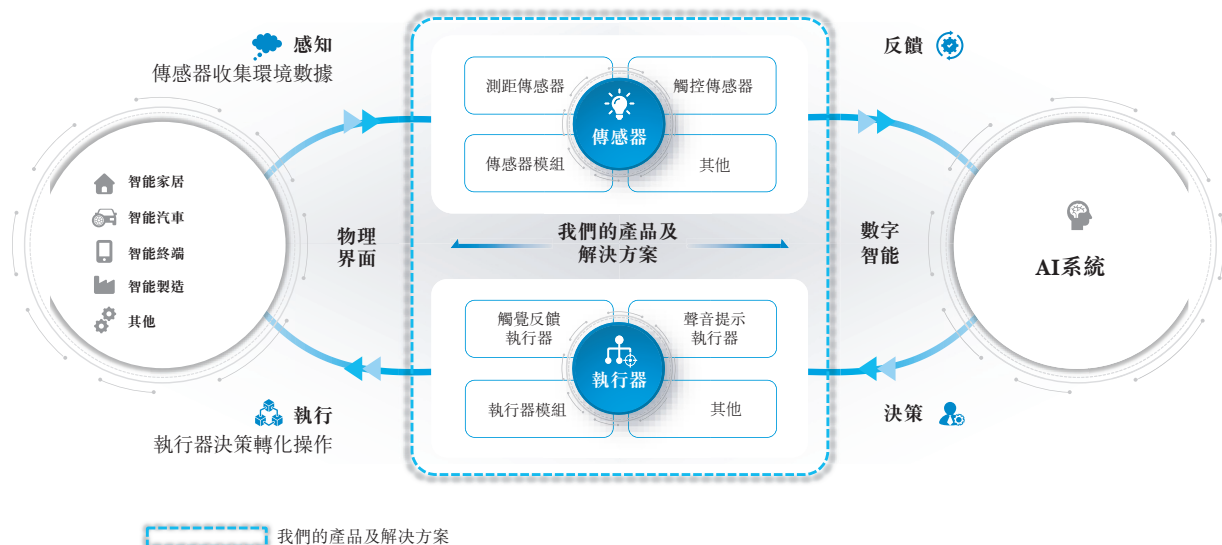 感知
傳感器收集環境數據
反饋
測距傳感器
觸控傳感器
傳感器
傳感器模組
其他
智能家居
智能汽車
智能終端
智能製造
其他
物理
界面
我們的產品及
解決方案
數字
智能
AI系統
觸覺反饋
執行器
聲音提示
執行器
執行器
執行器模組
其他
執行
執行器決策轉化操作
決策
我們的產品及解決方案